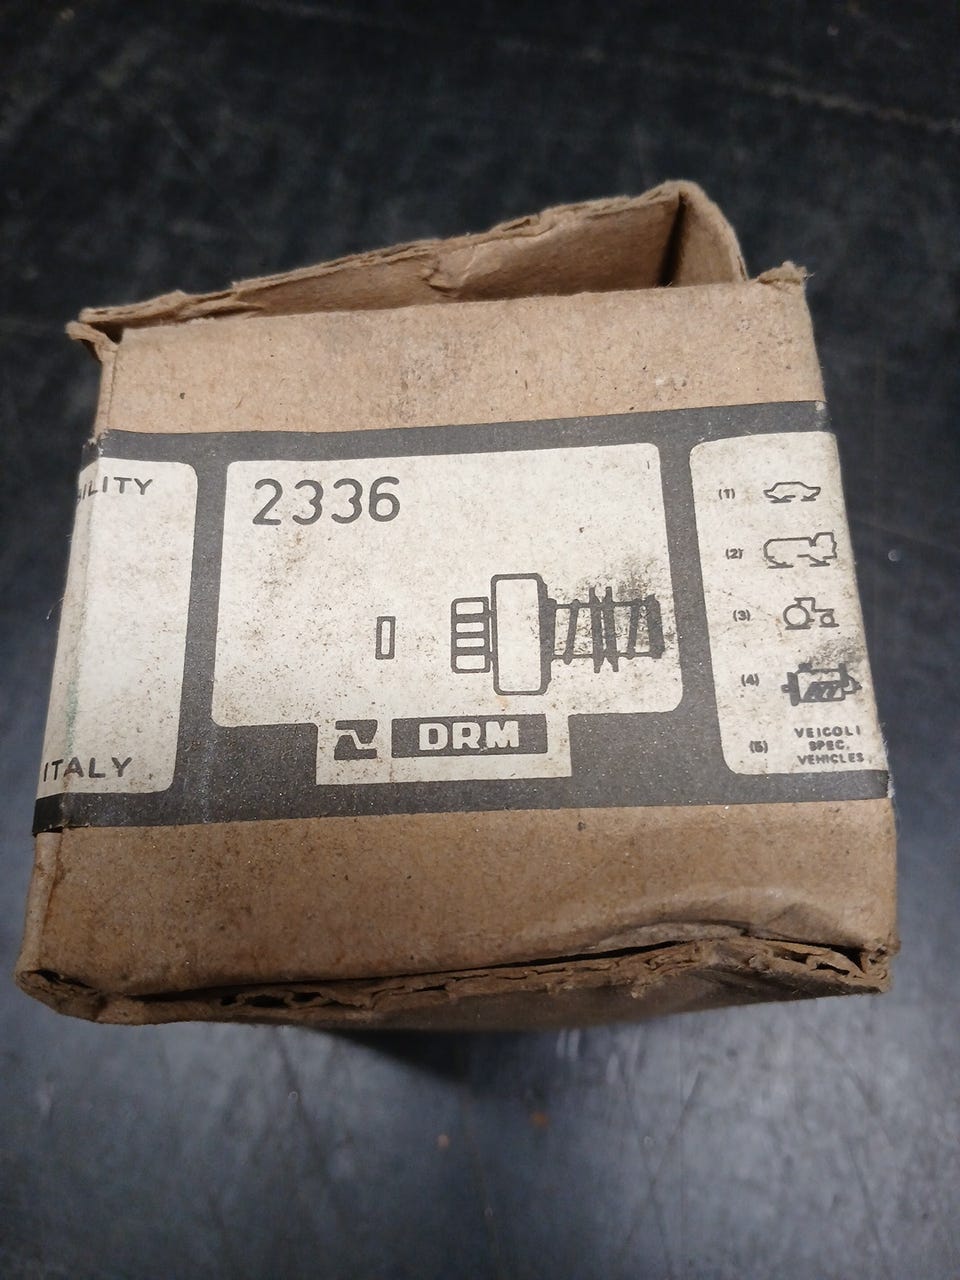 ILITY
ITALY
2336
DRM
(1)
(2)
(3)
(4)
(5) VEICOLI
SPEC.
VEHICLES